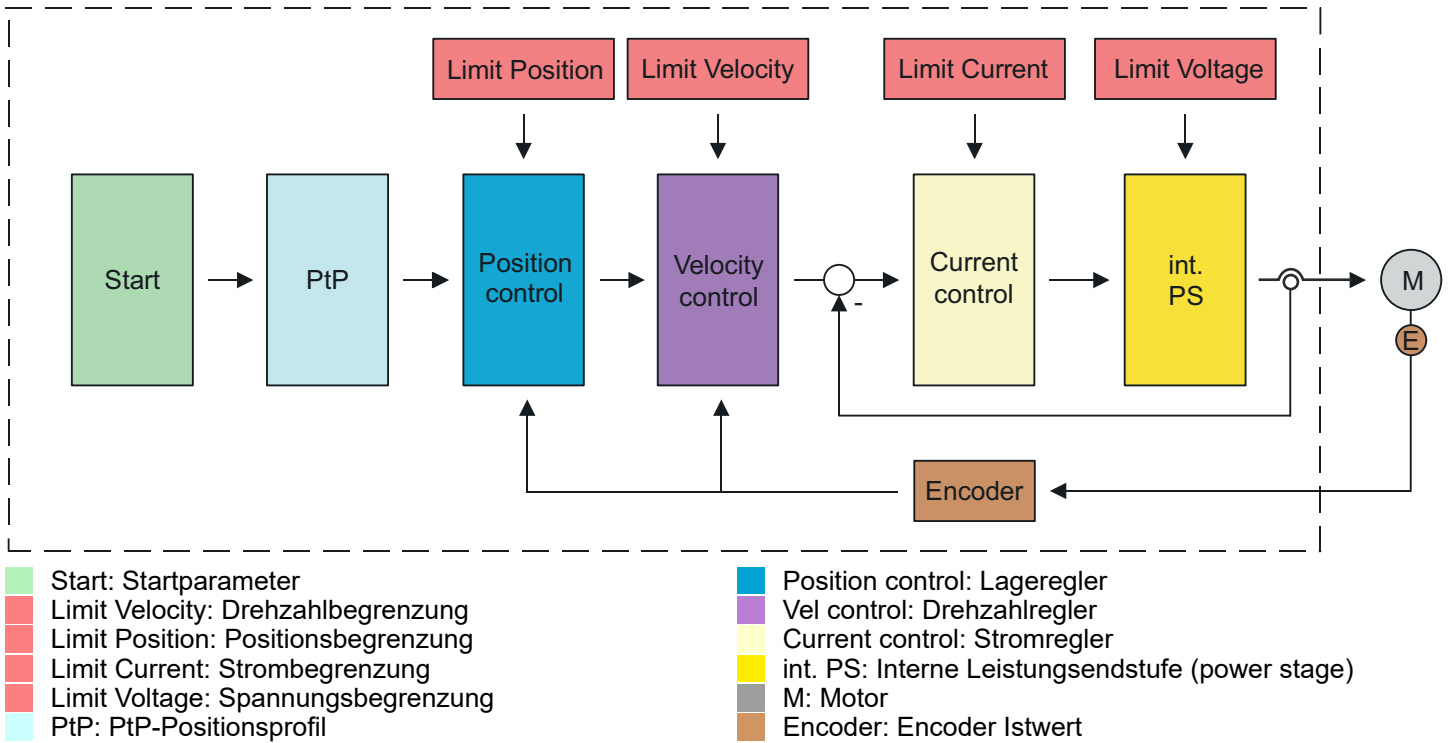 Limit Position
Limit Velocity
Limit Current
Limit Voltage
Start
PtP
Position
control
Velocity
control
-
Current
control
int.
PS
M
E
Encoder
Start: Startparameter
Limit Velocity: Drehzahlbegrenzung
Limit Position: Positionsbegrenzung
Limit Current: Strombegrenzung
Limit Voltage: Spannungsbegrenzung
PtP: PtP-Positionsprofil
Position control: Lageregler
Vel control: Drehzahlregler
Current control: Stromregler
int. PS: Interne Leistungsendstufe (power stage)
M: Motor
Encoder: Encoder Istwert